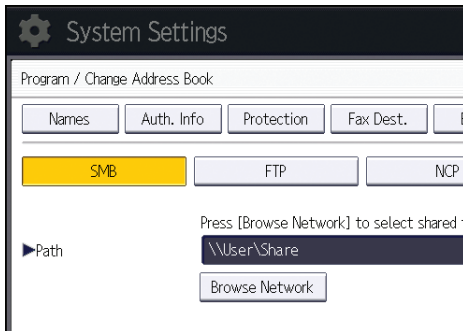 System Settings
Program / Change Address Book
Names Auth. Info Protection Fax Dest.
SMB FTP NCP
Press [Browse Network] to select shared
▶Path \\User\Share
Browse Network